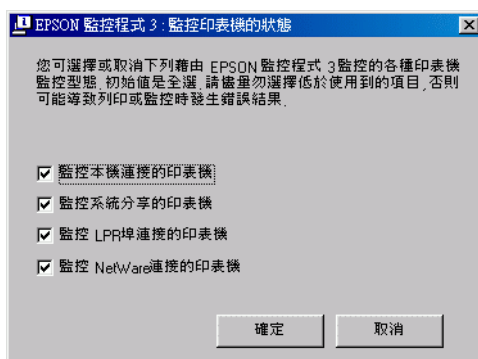 EPSON 監控程式 3 : 監控印表機的狀態
您可選擇或取消下列藉由 EPSON 監控程式 3監控的各種印表機
監控型態.初始值是全選.請儘量勿選擇低於使用到的項目,否則
可能導致列印或監控時發生錯誤結果.
監控本機連接的印表機
監控系統分享的印表機
監控 LPR埠連接的印表機
監控 NetWare連接的印表機
確定
取消